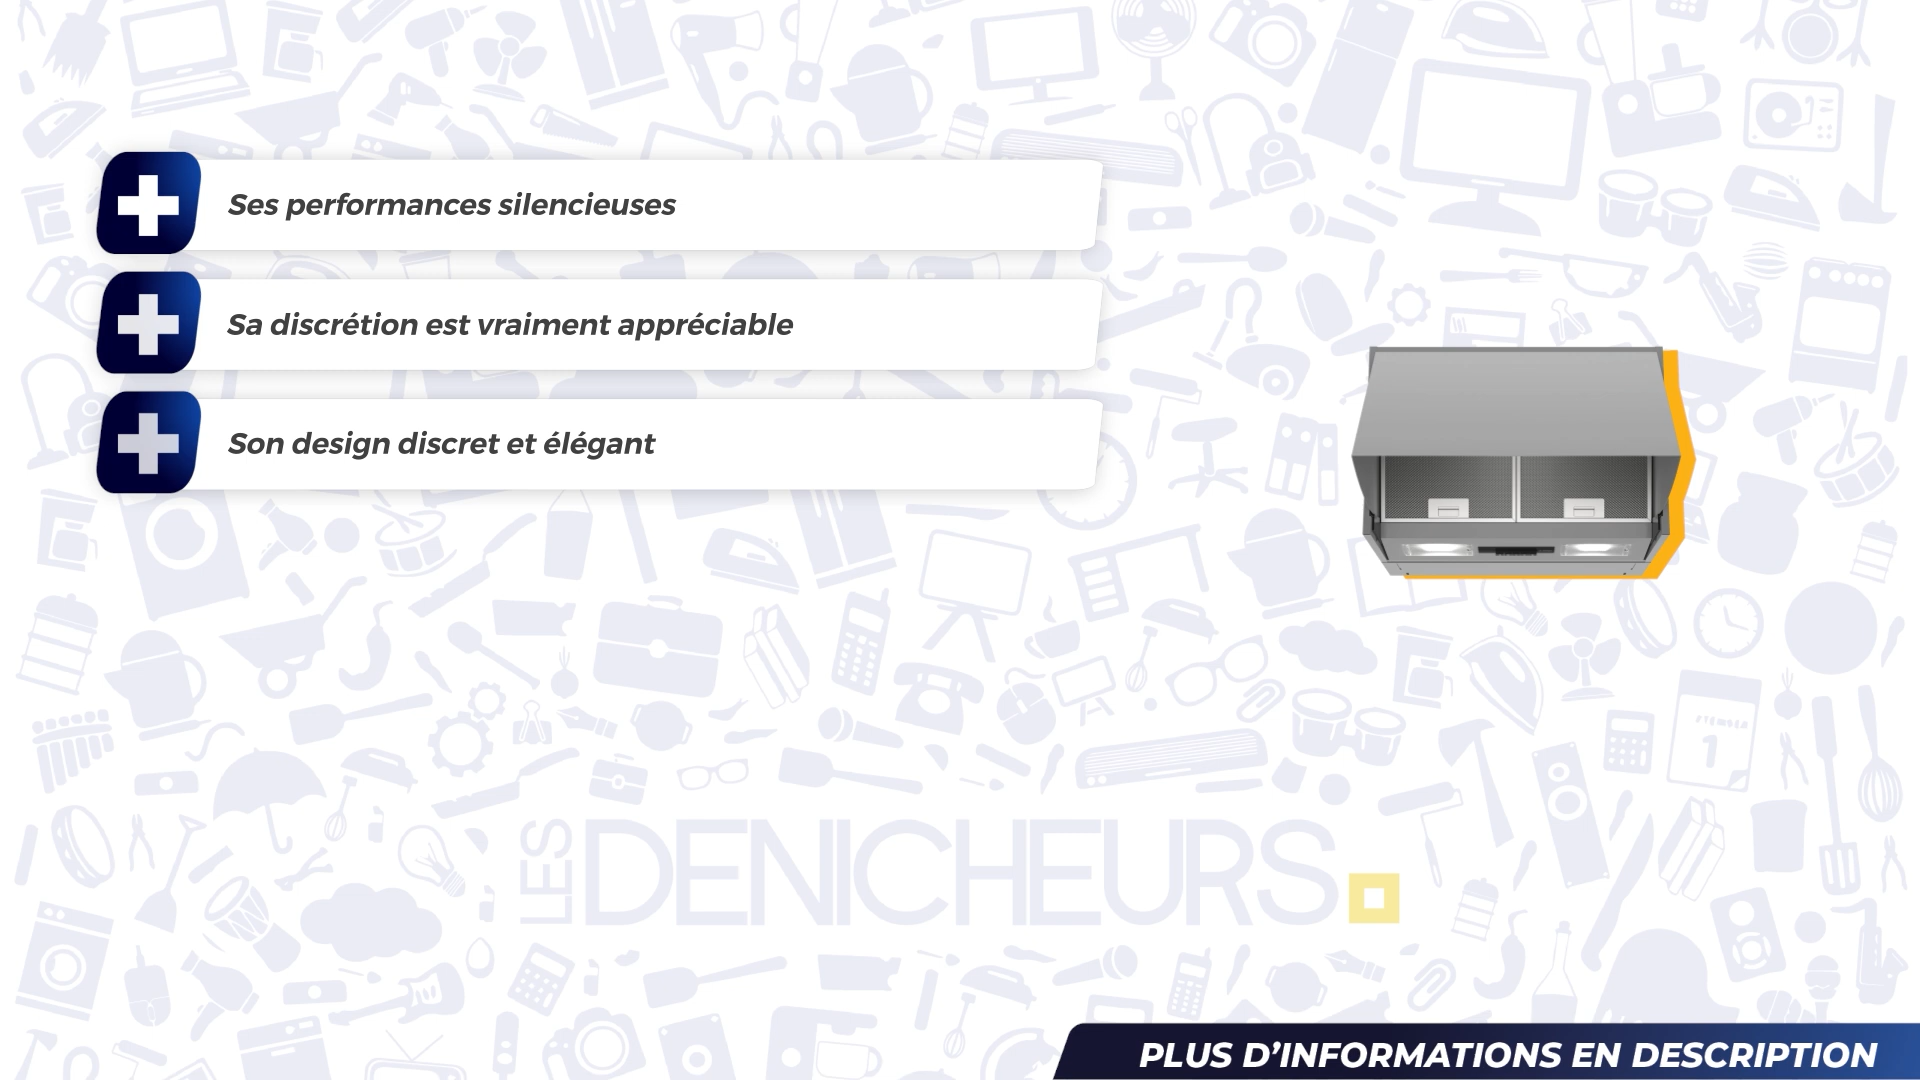 Ses performances silencieuses
Sa discrétion est vraiment appréciable
Son design discret et élégant
1
LES DENICHEURS
PLUS D’INFORMATIONS EN DESCRIPTION